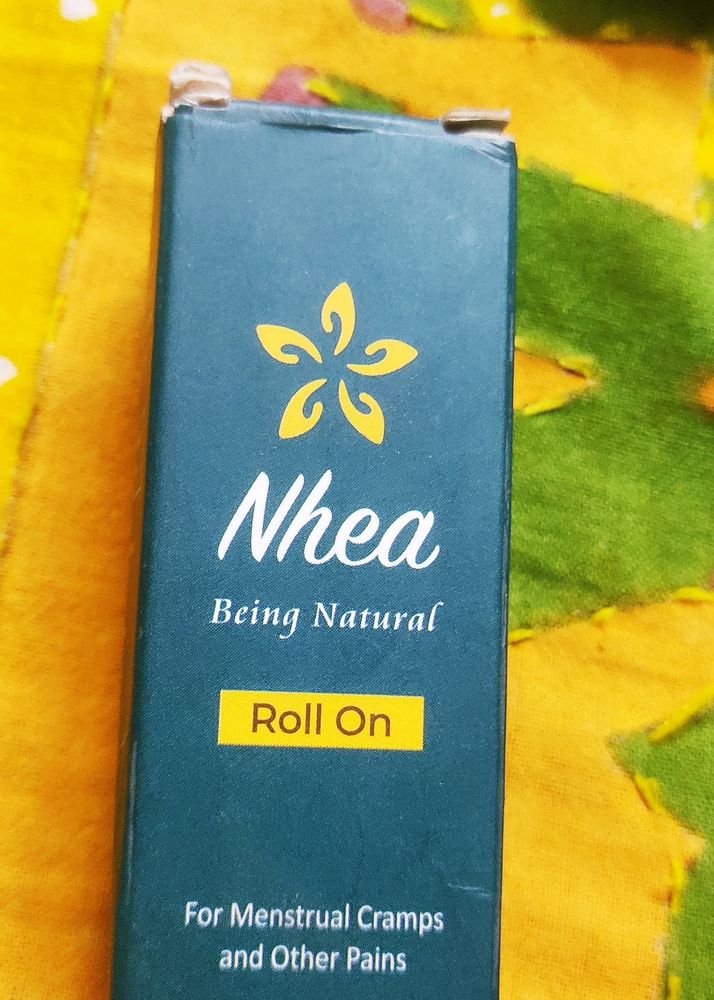 Nhea
Being Natural
Roll On
For Menstrual Cramps
and Other Pains